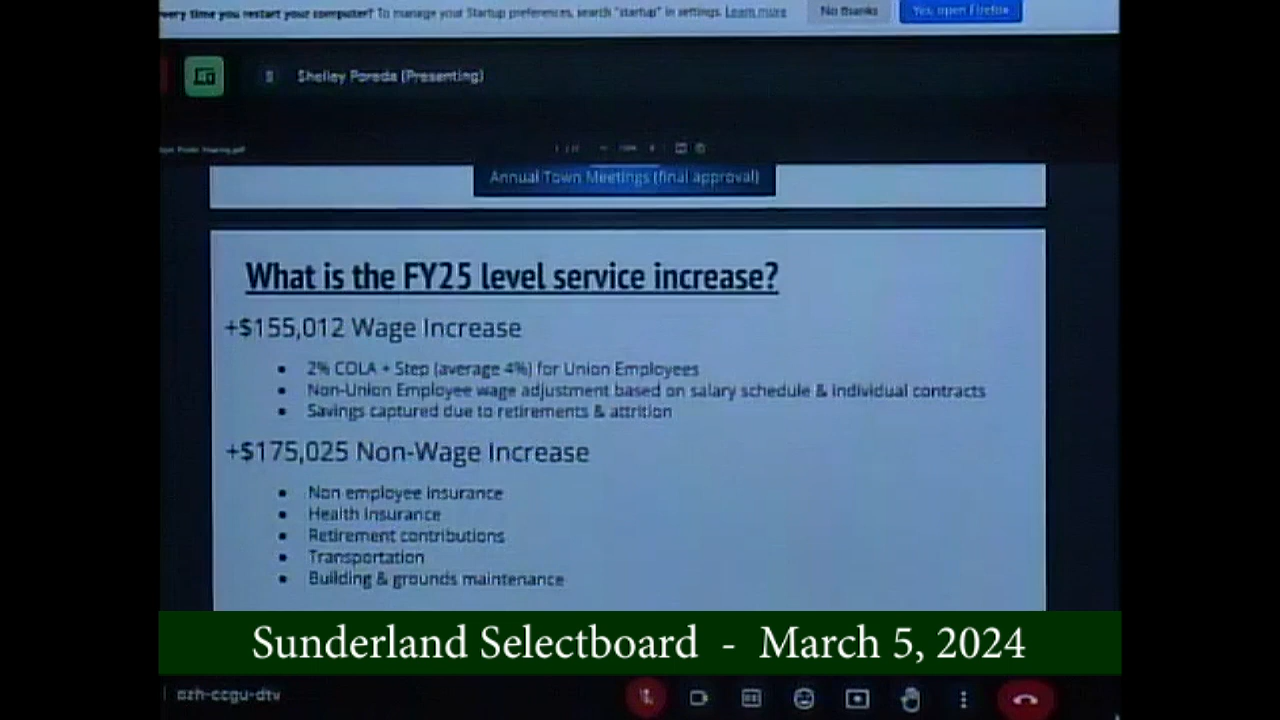 very time you restart your computer? To manage your Startup preferences, search "startup" in settings. Learn more No thanks Yes, open Firefox
S Shelley Poreda (Presenting)
Annual Town Meetings (final approval)
What is the FY25 level service increase?
+$155,012 Wage Increase
• 2% COLA + Step (average 4%) for Union Employees
• Non-Union Employee wage adjustment based on salary schedule & individual contracts
• Savings captured due to retirements & attrition
+$175,025 Non-Wage Increase
• Non employee insurance
• Health Insurance
• Retirement contributions
• Transportation
• Building & grounds maintenance
Sunderland Selectboard - March 5, 2024